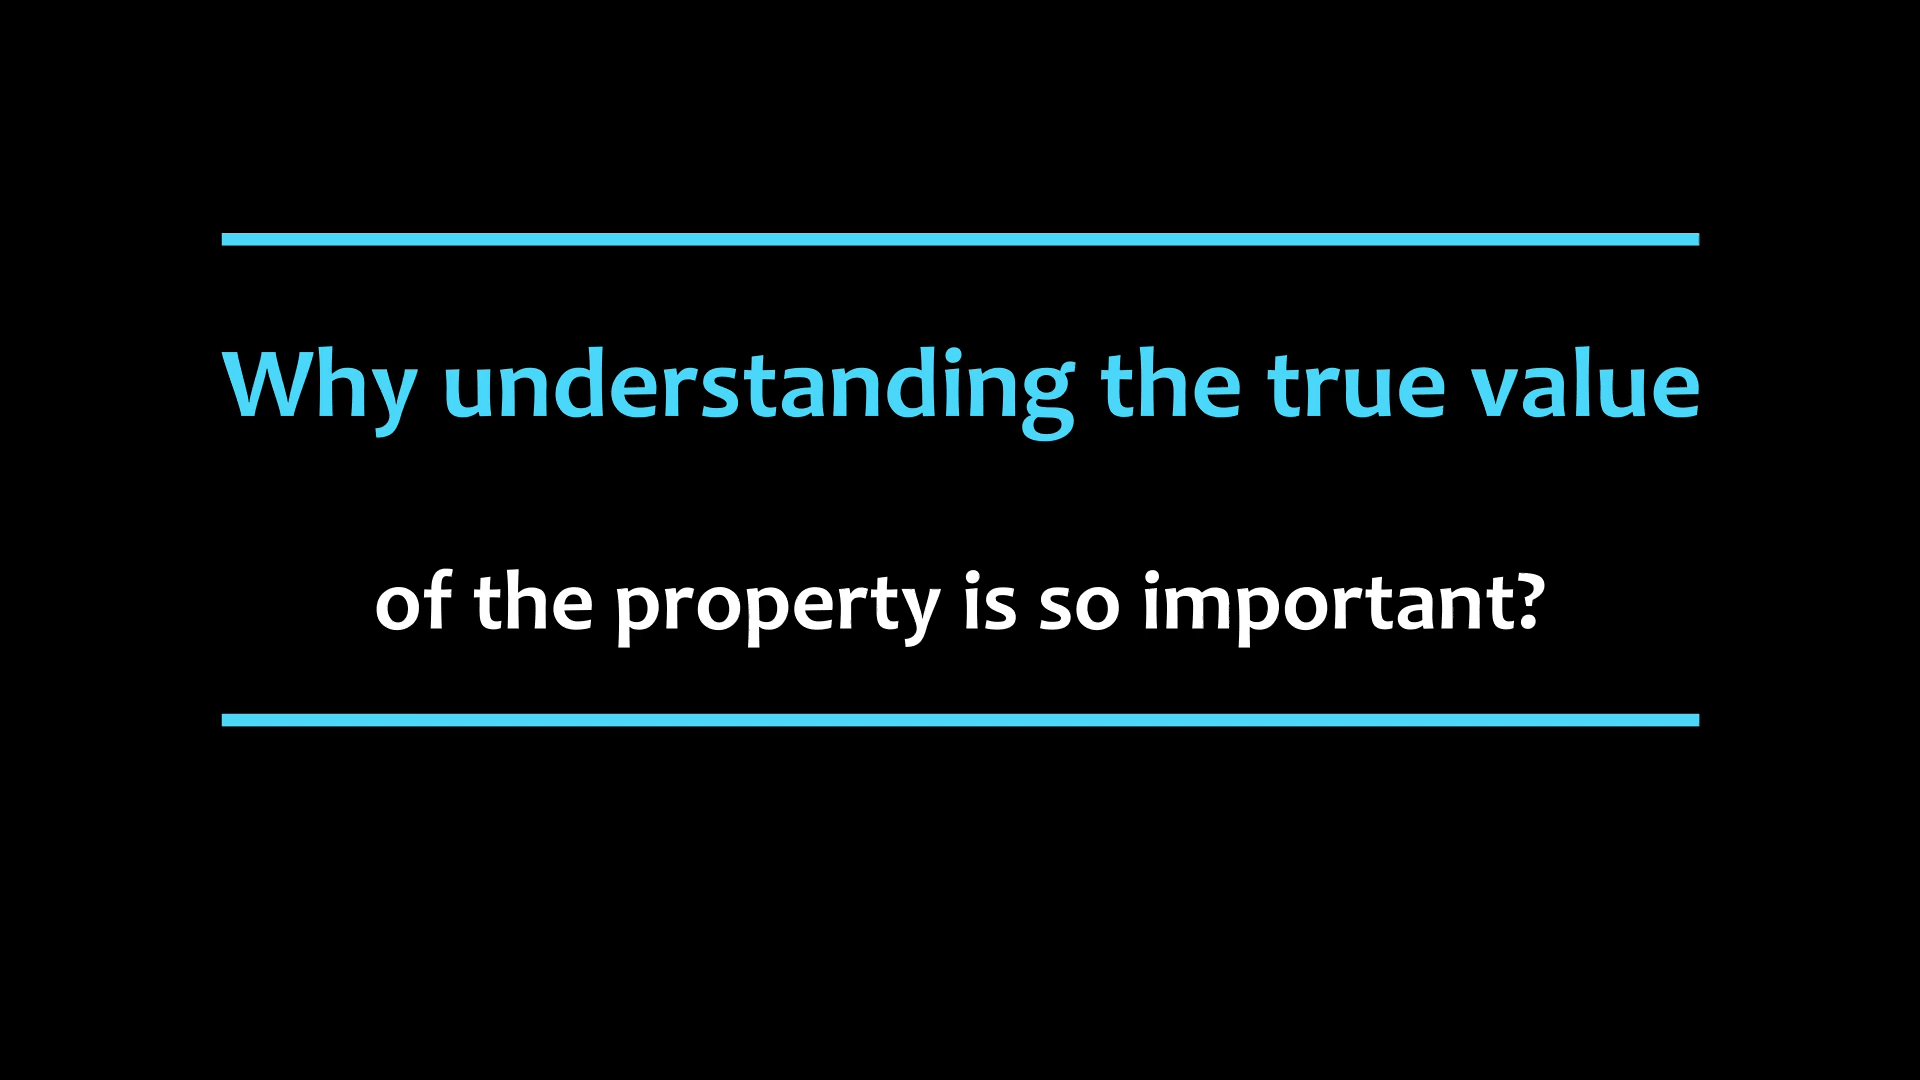 Why understanding the true value
of the property is so important?